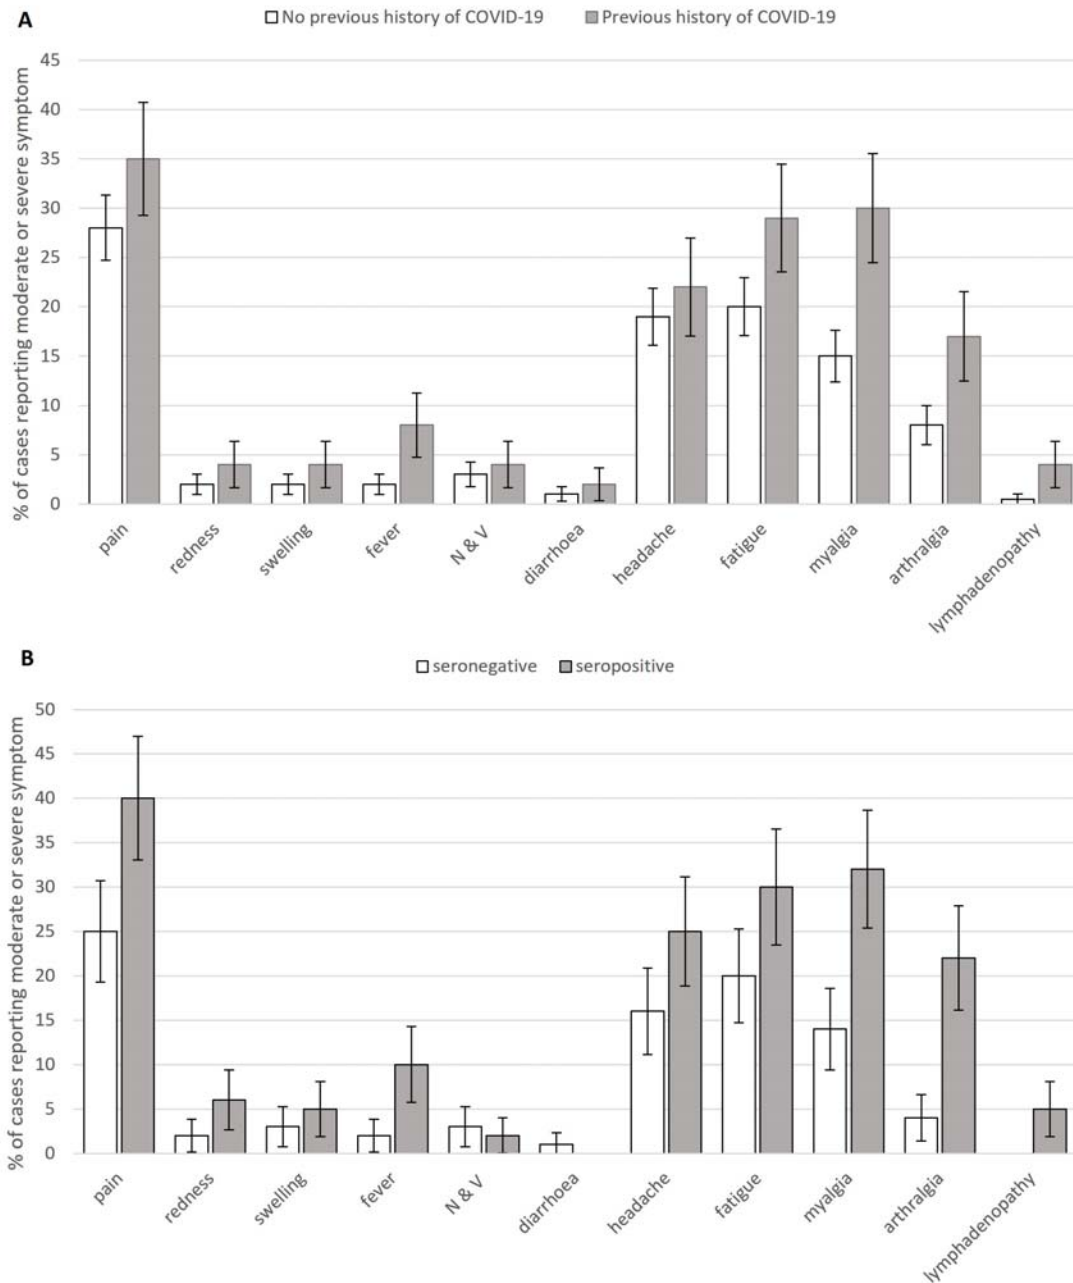 A
No previous history of COVID-19 Previous history of COVID-19
% of cases reporting moderate or severe symptom
45
40
35
30
25
20
15
10
5
0
pain
redness
swelling
fever
N & V
diarrhoea
headache
fatigue
myalgia
arthralgia
lymphadenopathy
B
seronegative seropositive
% of cases reporting moderate or severe symptom
50
45
40
35
30
25
20
15
10
5
0
pain
redness
swelling
fever
N & V
diarrhoea
headache
fatigue
myalgia
arthralgia
lymphadenopathy